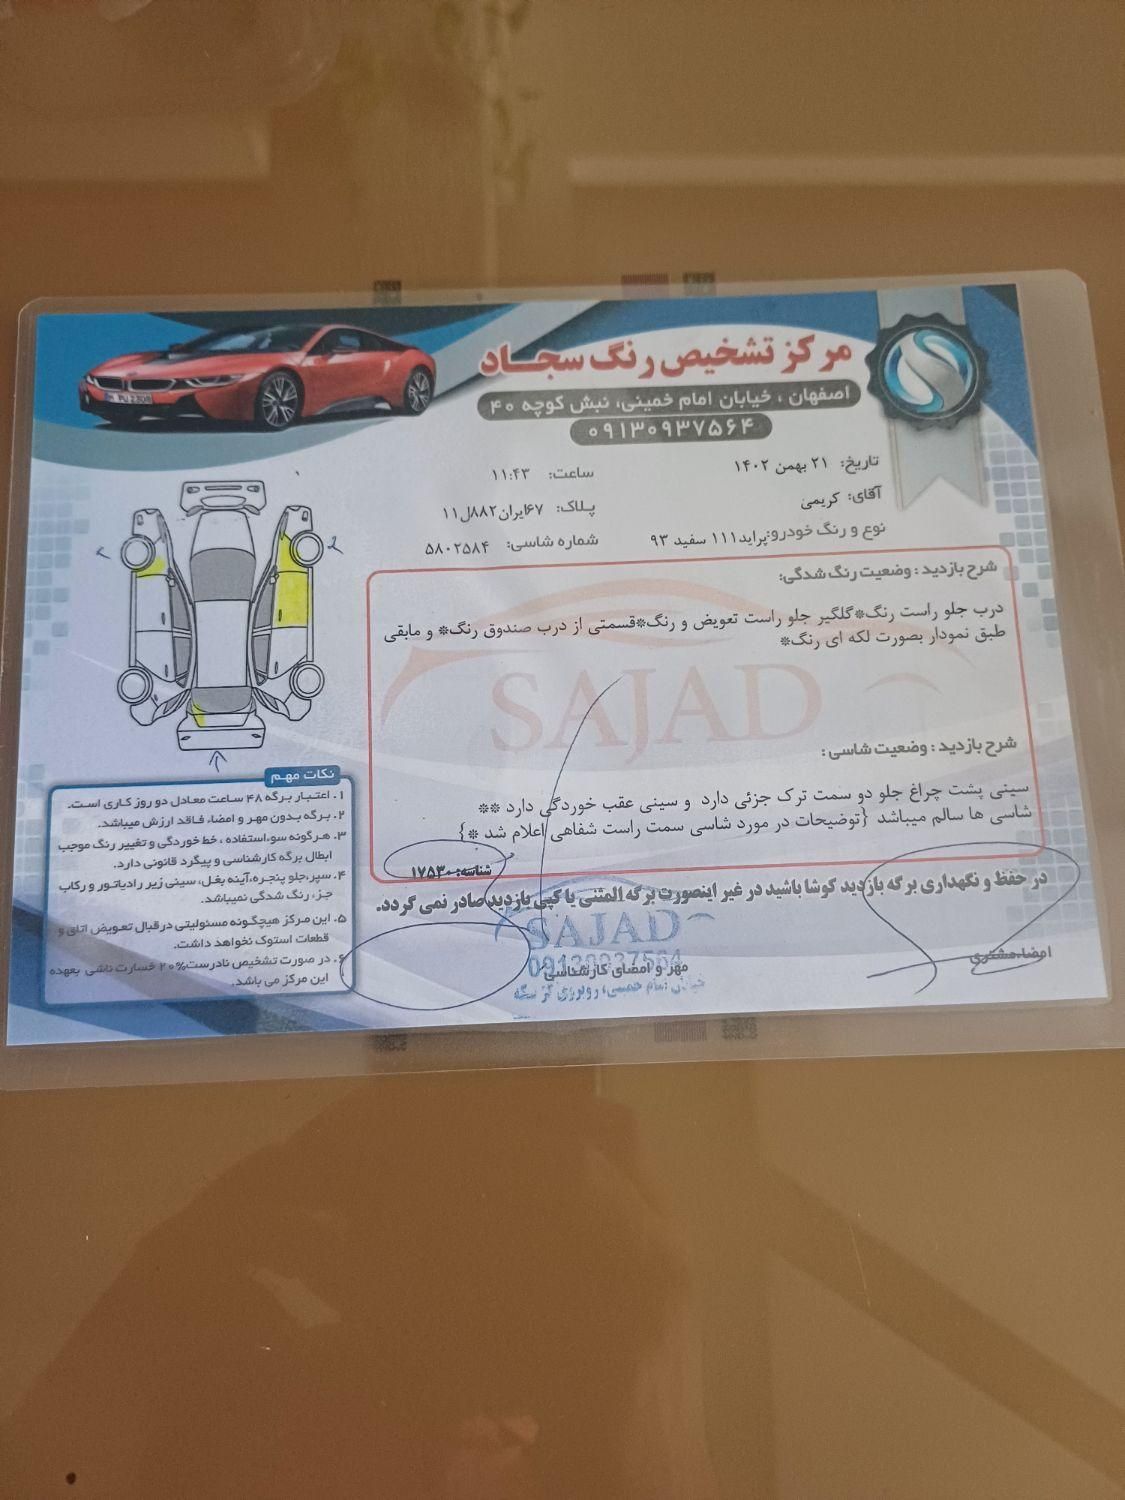 مرکز تشخیص رنگ سجاد
اصفهان ، خیابان امام خمینی، نبش کوچه ۴۰
۰۹۱۳۰۹۳۷۵۶۴
تاریخ: ۲۱ بهمن ۱۴۰۲
ساعت: ۱۱:۴۳
آقای: کریمی
پلاک: ۶۷ایران۸۸۲ل۱۱
نوع و رنگ خودرو:پراید۱۱۱ سفید ۹۳
شماره شاسی: ۵۸۰۲۵۸۴
شرح بازدید : وضعیت رنگ شدگی:
درب جلو راست رنگ*گلگیر جلو راست تعویض و رنگ*قسمتی از درب صندوق رنگ* و مابقی
طبق نمودار بصورت لکه ای رنگ*
SAJAD
شرح بازدید : وضعیت شاسی :
سینی پشت چراغ جلو دو سمت ترک جزئی دارد و سینی عقب خوردگی دارد **
شاسی ها سالم میباشد {توضیحات در مورد شاسی سمت راست شفاهی اعلام شد *}
شناسه: ۱۷۵۳۰
در حفظ و نگهداری برگه بازدید کوشا باشید در غیر اینصورت برگه المثنی یا کپی بازدید صادر نمی گردد.
امضاء مشتری
مهر و امضای کارشناسی
SAJAD
09130937564
نکات مهم
۱. اعتبار برگه ۴۸ ساعت معادل دو روز کاری است.
۲. برگه بدون مهر و امضاء فاقد ارزش میباشد.
۳. هرگونه سو،استفاده ، خط خوردگی و تغییر رنگ موجب
ابطال برگه کارشناسی و پیگرد قانونی دارد.
۴. سپر،جلو پنجره،آینه بغل، سینی زیر رادیاتور و رکاب
جزء رنگ شدگی نمیباشد.
۵. این مرکز هیچگونه مسئولیتی در قبال تعویض اتاق و
قطعات استوک نخواهد داشت.
۶. در صورت تشخیص نادرست ۲۰% خسارت ناشی بعهده
این مرکز می باشد.